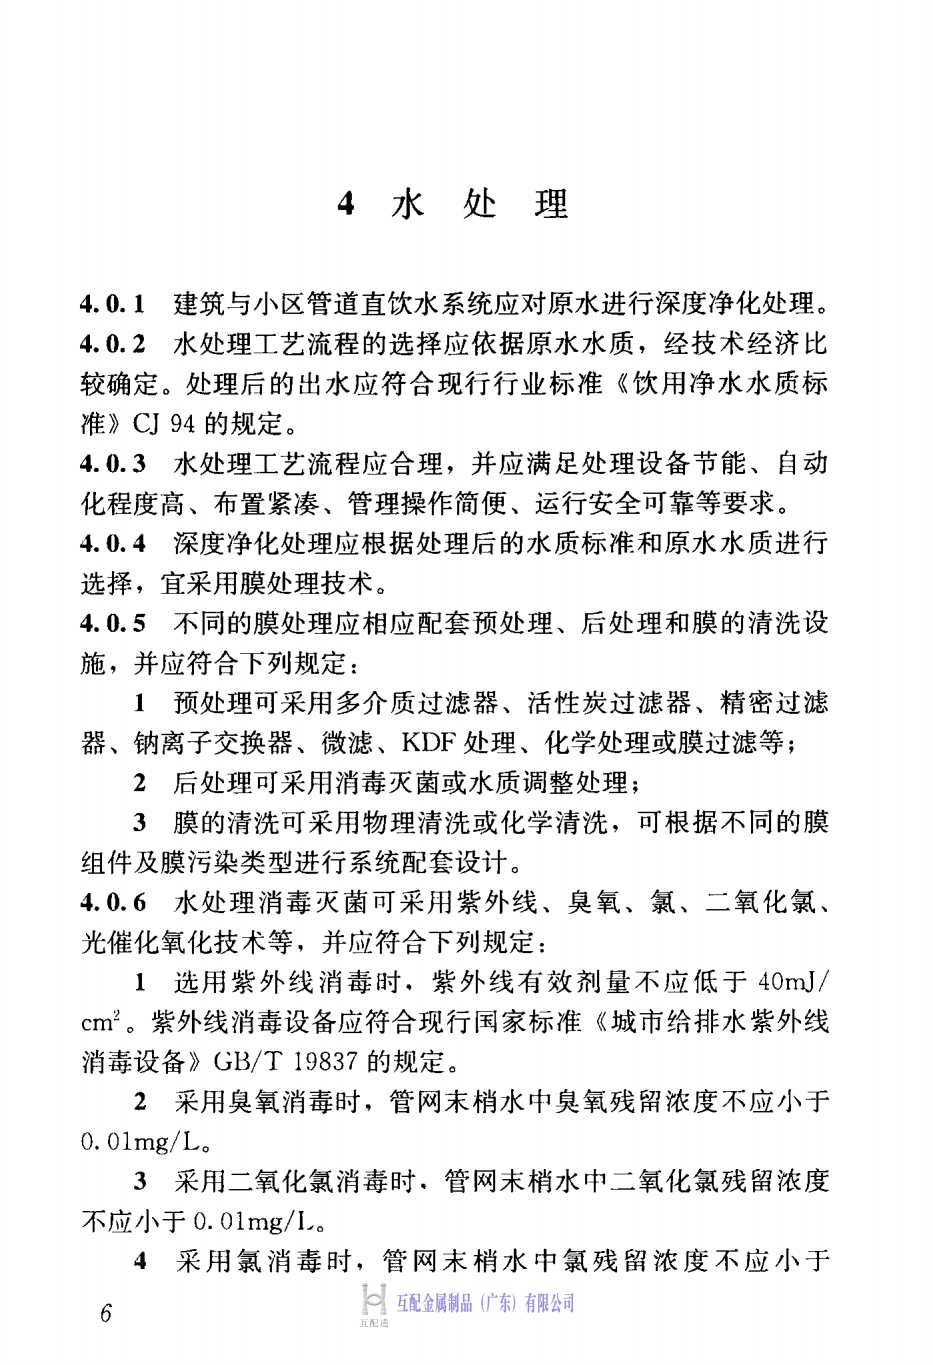 4 水 处 理
4.0.1 建筑与小区管道直饮水系统应对原水进行深度净化处理。
4.0.2 水处理工艺流程的选择应依据原水水质，经技术经济比
较确定。处理后的出水应符合现行行业标准《饮用净水水质标
准》CJ 94 的规定。
4.0.3 水处理工艺流程应合理，并应满足处理设备节能、自动
化程度高、布置紧凑、管理操作简便、运行安全可靠等要求。
4.0.4 深度净化处理应根据处理后的水质标准和原水水质进行
选择，宜采用膜处理技术。
4.0.5 不同的膜处理应相应配套预处理、后处理和膜的清洗设
施，并应符合下列规定：
1 预处理可采用多介质过滤器、活性炭过滤器、精密过滤
器、钠离子交换器、微滤、KDF 处理、化学处理或膜过滤等；
2 后处理可采用消毒灭菌或水质调整处理；
3 膜的清洗可采用物理清洗或化学清洗，可根据不同的膜
组件及膜污染类型进行系统配套设计。
4.0.6 水处理消毒灭菌可采用紫外线、臭氧、氯、二氧化氯、
光催化氧化技术等，并应符合下列规定：
1 选用紫外线消毒时，紫外线有效剂量不应低于 40mJ/
cm²。紫外线消毒设备应符合现行国家标准《城市给排水紫外线
消毒设备》GB/T 19837 的规定。
2 采用臭氧消毒时，管网末梢水中臭氧残留浓度不应小于
0.01mg/L。
3 采用二氧化氯消毒时，管网末梢水中二氧化氯残留浓度
不应小于 0.01mg/L。
4 采用氯消毒时，管网末梢水中氯残留浓度不应小于
互配通 互配金属制品（广东）有限公司
6